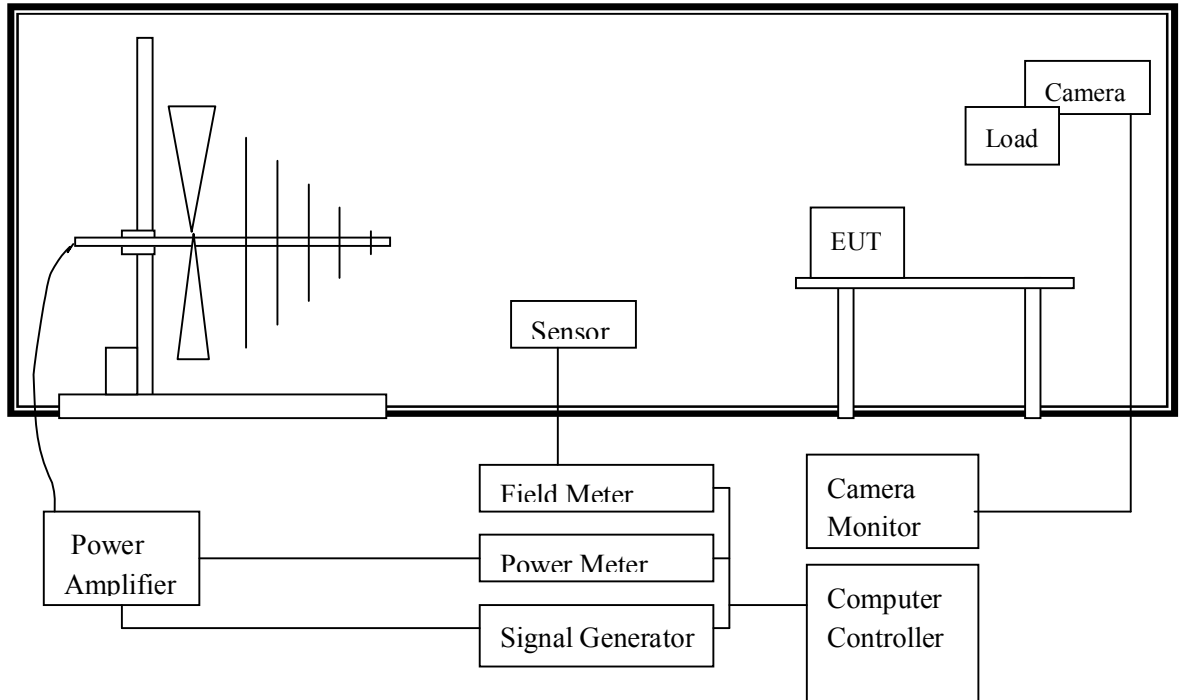 Camera
Load
EUT
Sensor
Field Meter
Camera
Monitor
Power
Amplifier
Power Meter
Computer
Controller
Signal Generator